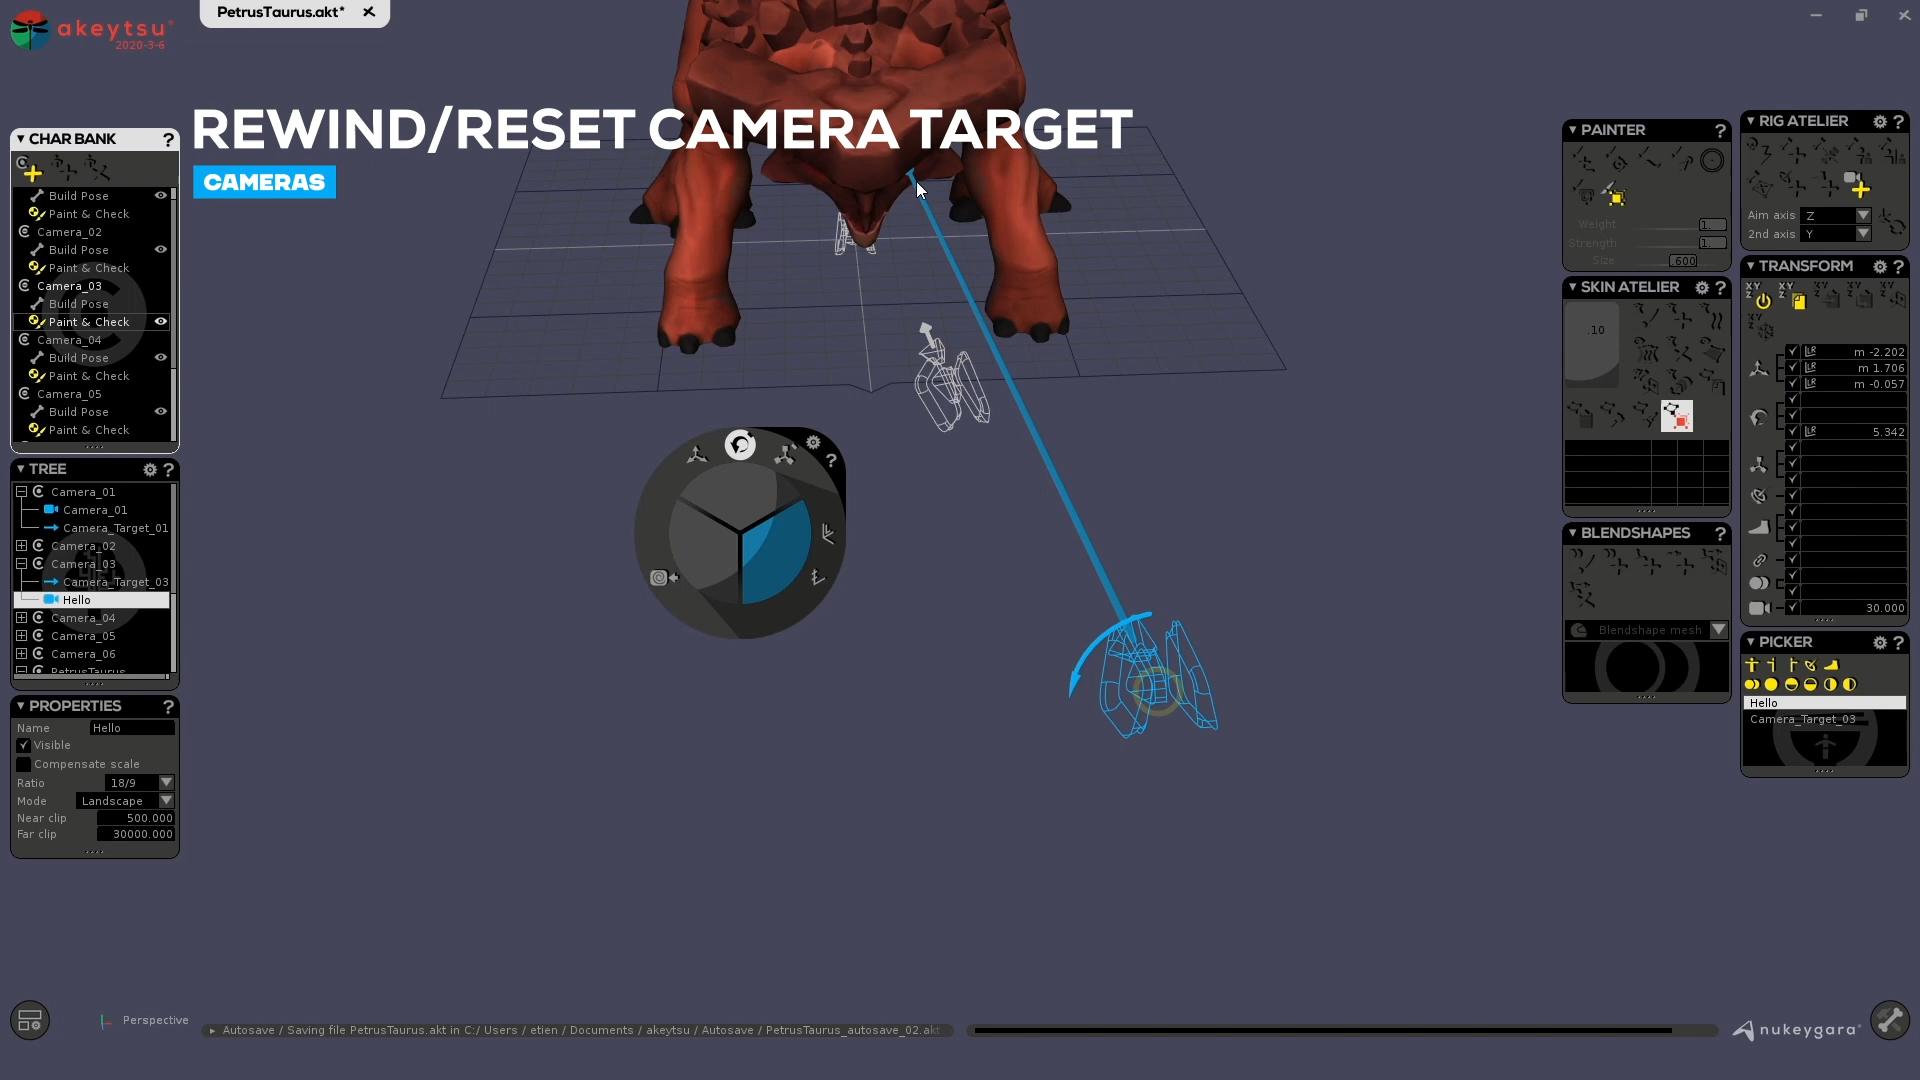 PetrusTaurus.akt*
akeytsu
2020-3-6
REWIND/RESET CAMERA TARGET
CAMERAS
CHAR BANK
Build Pose
Paint & Check
Camera_02
Build Pose
Paint & Check
Camera_03
Build Pose
Paint & Check
Camera_04
Build Pose
Paint & Check
Camera_05
Build Pose
Paint & Check
TREE
Camera_01
Camera_01
Camera_Target_01
Camera_02
Camera_03
Camera_Target_03
Hello
Camera_04
Camera_05
Camera_06
PetrusTaurus
PROPERTIES
Name Hello
Visible
Compensate scale
Ratio 18/9
Mode Landscape
Near clip 500.000
Far clip 30000.000
PAINTER
Weight 1.
Strength 1.
Size .600
SKIN ATELIER
.10
BLENDSHAPES
Blendshape mesh
RIG ATELIER
Aim axis Z
2nd axis Y
TRANSFORM
m -2.202
m 1.706
m -0.057
5.342
30.000
PICKER
Hello
Camera_Target_03
Perspective
Autosave / Saving file PetrusTaurus.akt in C:/ Users / etien / Documents / akeytsu / Autosave / PetrusTaurus_autosave_02.akt
nukeygara